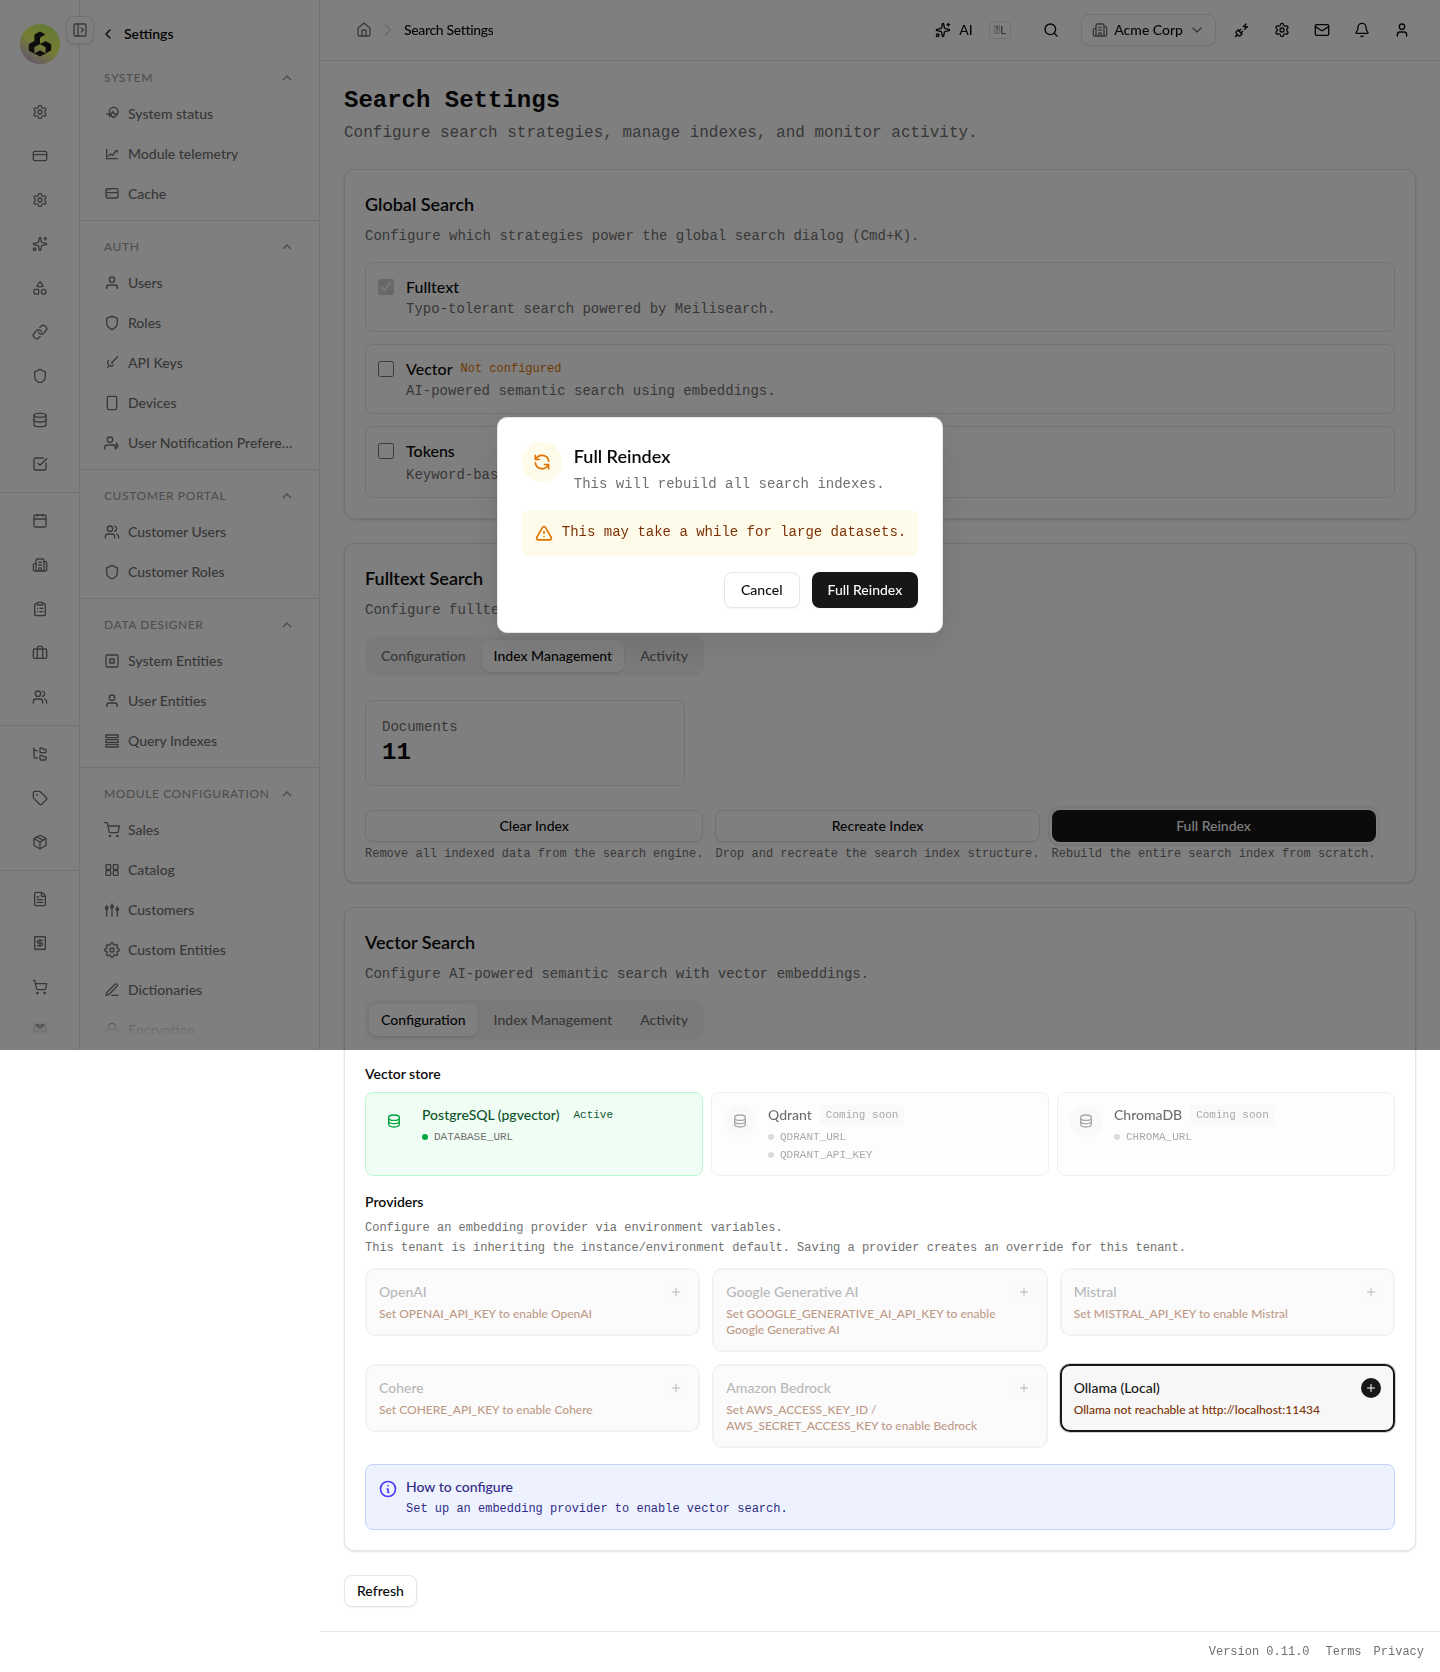 Settings
SYSTEM
System status
Module telemetry
Cache
AUTH
Users
Roles
API Keys
Devices
User Notification Prefere...
CUSTOMER PORTAL
Customer Users
Customer Roles
DATA DESIGNER
System Entities
User Entities
Query Indexes
MODULE CONFIGURATION
Sales
Catalog
Customers
Custom Entities
Dictionaries
Encryption
Search Settings
AI
L
Acme Corp
Search Settings
Configure search strategies, manage indexes, and monitor activity.
Global Search
Configure which strategies power the global search dialog (Cmd+K).
Fulltext
Typo-tolerant search powered by Meilisearch.
Vector Not configured
AI-powered semantic search using embeddings.
Tokens
Keyword-bas
Full Reindex
This will rebuild all search indexes.
This may take a while for large datasets.
Cancel
Full Reindex
Fulltext Search
Configure fullte
Configuration
Index Management
Activity
Documents
11
Clear Index
Remove all indexed data from the search engine.
Recreate Index
Drop and recreate the search index structure.
Full Reindex
Rebuild the entire search index from scratch.
Vector Search
Configure AI-powered semantic search with vector embeddings.
Configuration
Index Management
Activity
Vector store
PostgreSQL (pgvector) Active
DATABASE_URL
Qdrant Coming soon
QDRANT_URL
QDRANT_API_KEY
ChromaDB Coming soon
CHROMA_URL
Providers
Configure an embedding provider via environment variables.
This tenant is inheriting the instance/environment default. Saving a provider creates an override for this tenant.
OpenAI
Set OPENAI_API_KEY to enable OpenAI
Google Generative AI
Set GOOGLE_GENERATIVE_AI_API_KEY to enable
Google Generative AI
Mistral
Set MISTRAL_API_KEY to enable Mistral
Cohere
Set COHERE_API_KEY to enable Cohere
Amazon Bedrock
Set AWS_ACCESS_KEY_ID /
AWS_SECRET_ACCESS_KEY to enable Bedrock
Ollama (Local)
Ollama not reachable at http://localhost:11434
How to configure
Set up an embedding provider to enable vector search.
Refresh
Version 0.11.0
Terms
Privacy